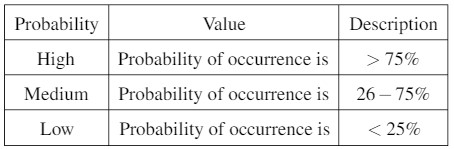 Probability Value Description
High Probability of occurrence is > 75%
Medium Probability of occurrence is 26 – 75%
Low Probability of occurrence is < 25%